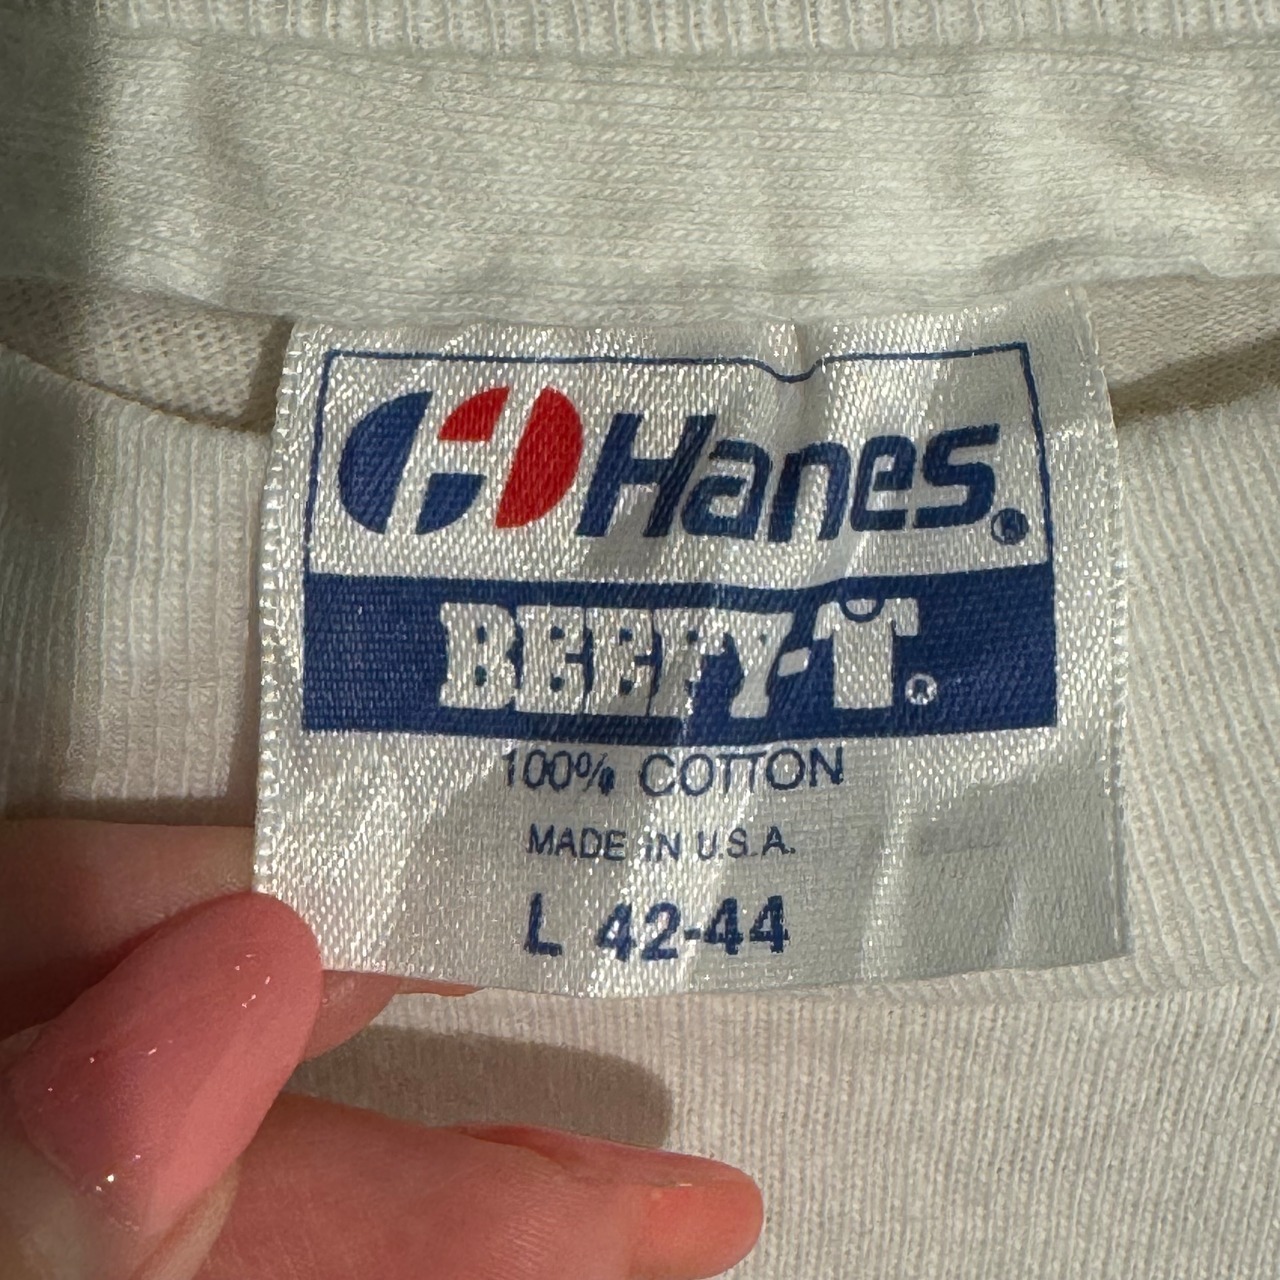 Hanes®
BEEFY-T®
100% COTTON
MADE IN U.S.A.
L 42-44